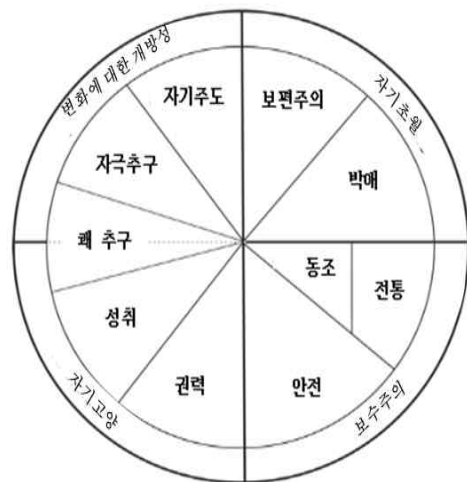 변화에 대한 개방성
자기초월
자기주도
보편주의
자극추구
박애
쾌 추구
동조
전통
성취
권력
안전
자기고양
보수주의